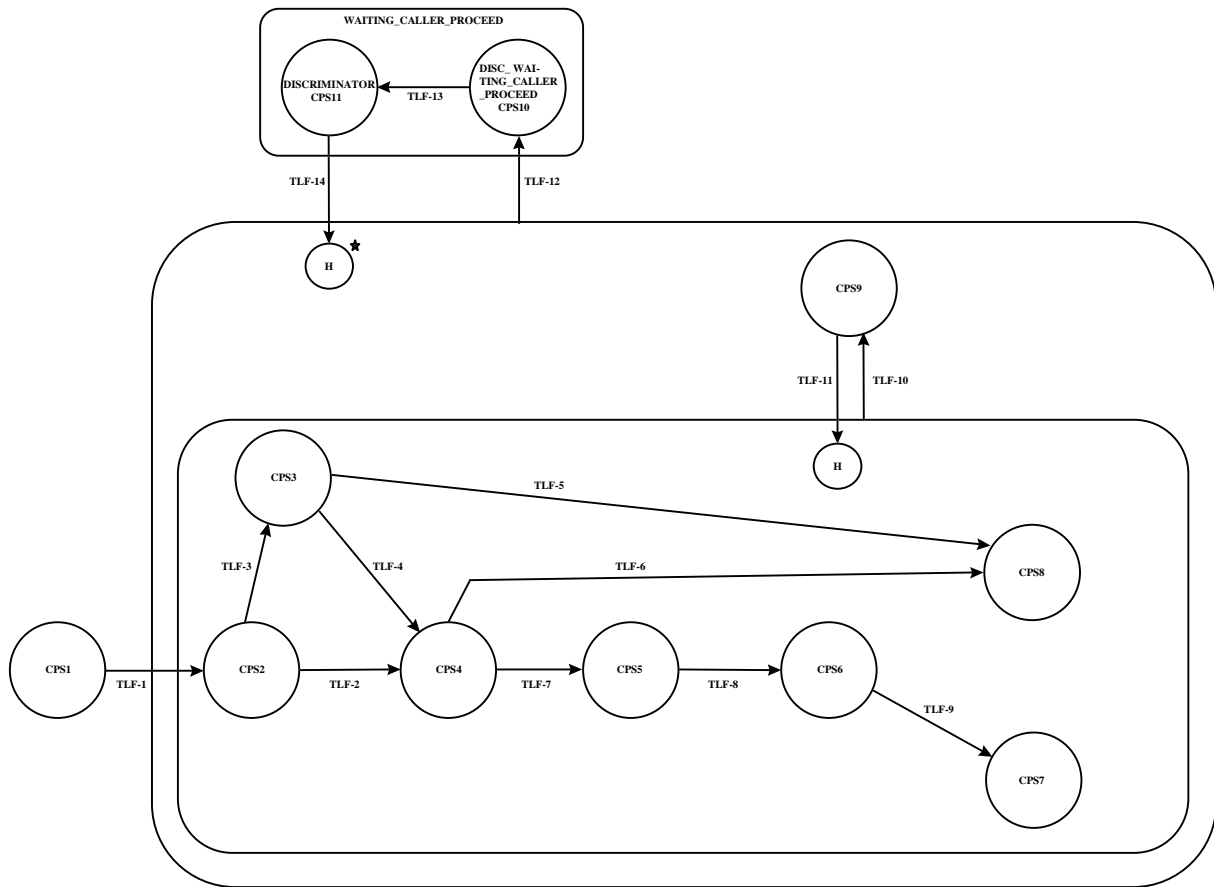 WAITING_CALLER_PROCEED
DISCRIMINATOR
CPS11
TLF-13
DISC_ WAI-
TING_CALLER
_PROCEED
CPS10
TLF-14
TLF-12
H
CPS9
TLF-11
TLF-10
H
CPS3
TLF-5
TLF-3
TLF-4
TLF-6
CPS8
CPS1
TLF-1
CPS2
TLF-2
CPS4
TLF-7
CPS5
TLF-8
CPS6
TLF-9
CPS7